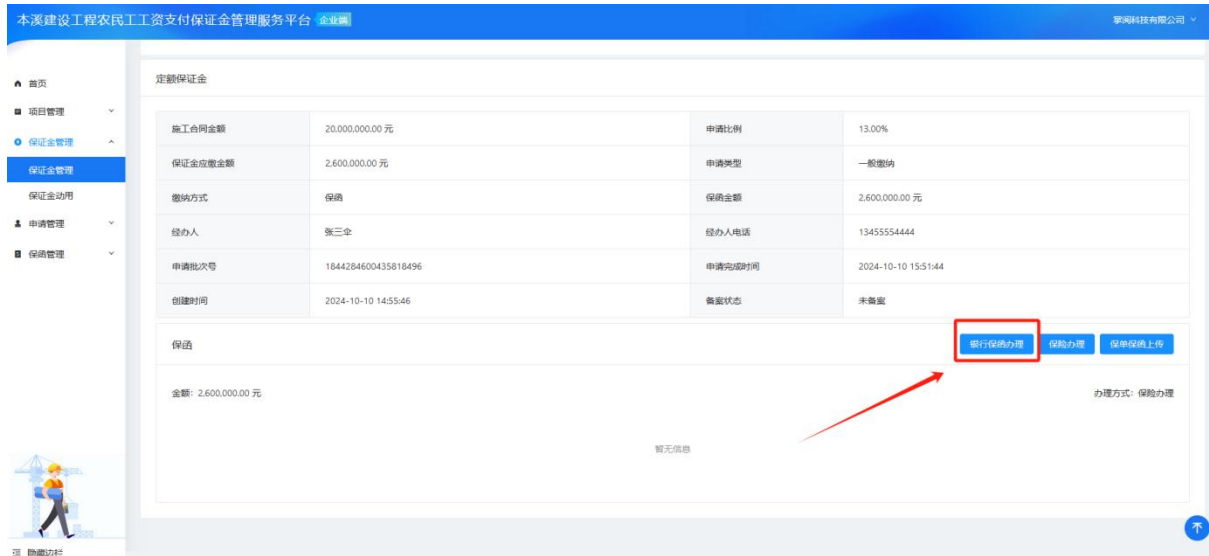 本溪建设工程农民工工资支付保证金管理服务平台 企业端
掌阅科技有限公司
首页
项目管理
保证金管理
保证金管理
保证金动用
申请管理
保函管理
隐藏边栏
定额保证金
施工合同金额 20,000,000.00 元 申请比例 13.00%
保证金应缴金额 2,600,000.00 元 申请类型 一般缴纳
缴纳方式 保函 保函金额 2,600,000.00 元
经办人 张三伞 经办人电话 13455554444
申请批次号 1844284600435818496 申请完成时间 2024-10-10 15:51:44
创建时间 2024-10-10 14:55:46 备案状态 未备案
保函 银行保函办理 保险办理 保单保函上传
金额: 2,600,000.00 元 办理方式: 保险办理
暂无信息